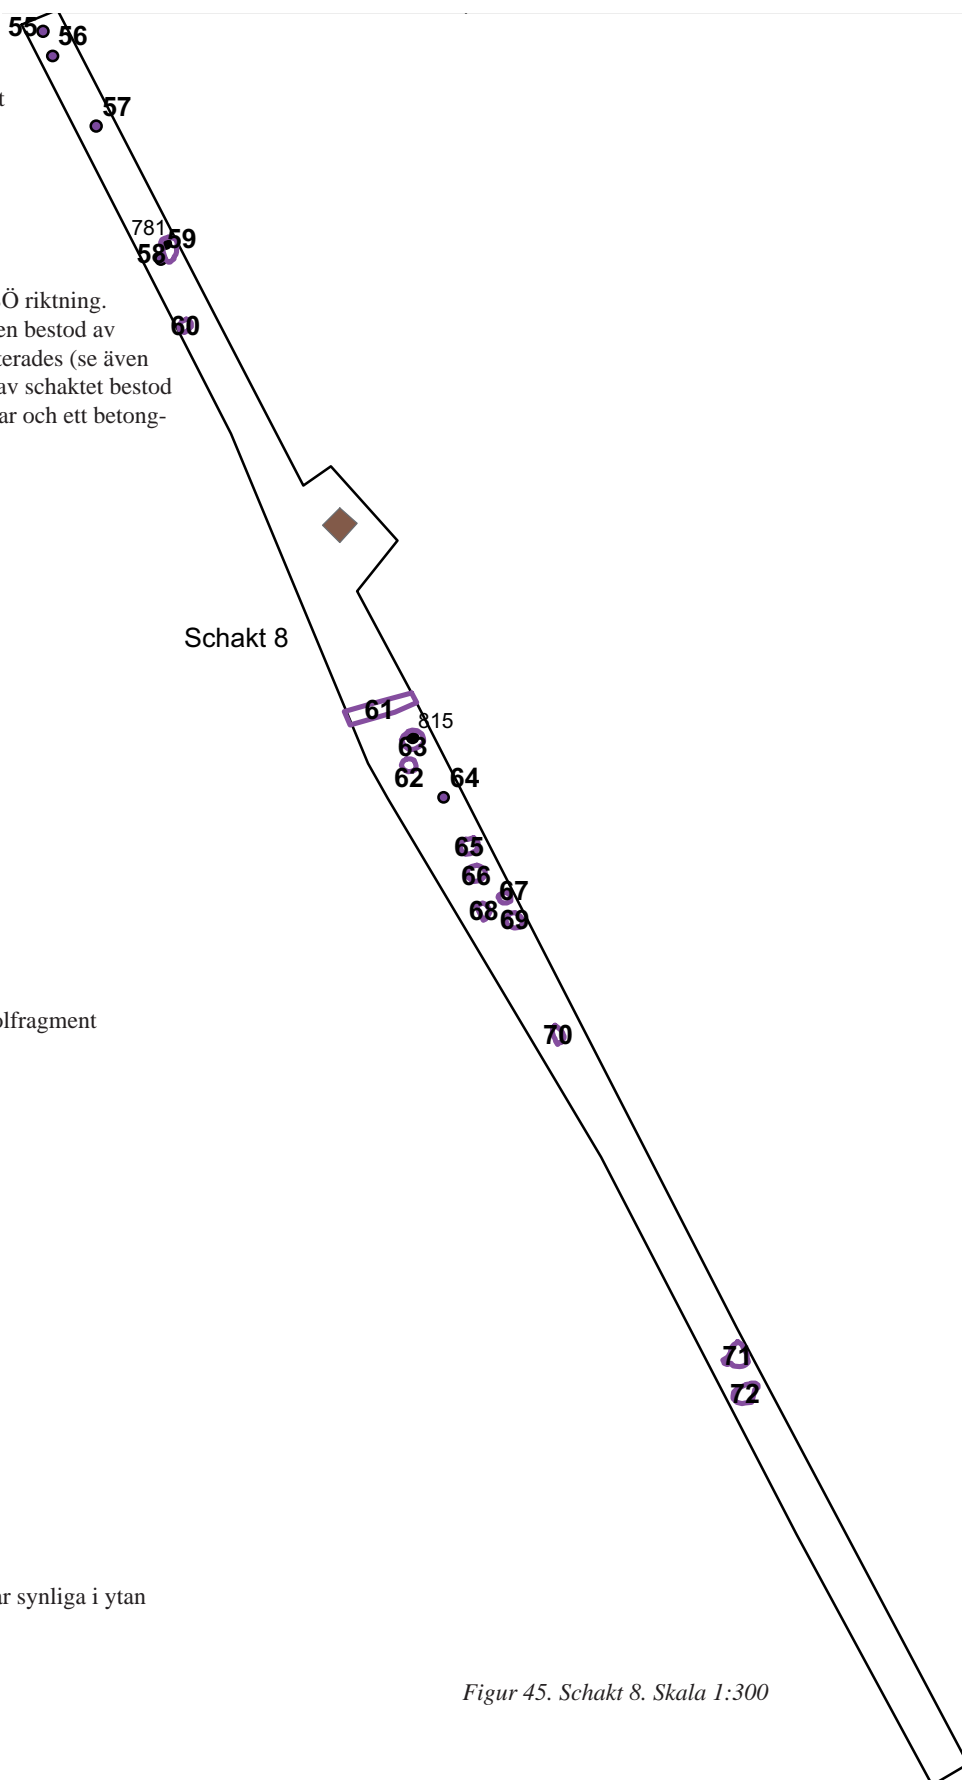 55
56
t
57
781
59
58
Ö riktning.
60
en bestod av
terades (se även
av schaktet bestod
ar och ett betong-
Schakt 8
61
815
63
62
64
65
66
67
68
69
olfragment
70
71
72
ar synliga i ytan
Figur 45. Schakt 8. Skala 1:300